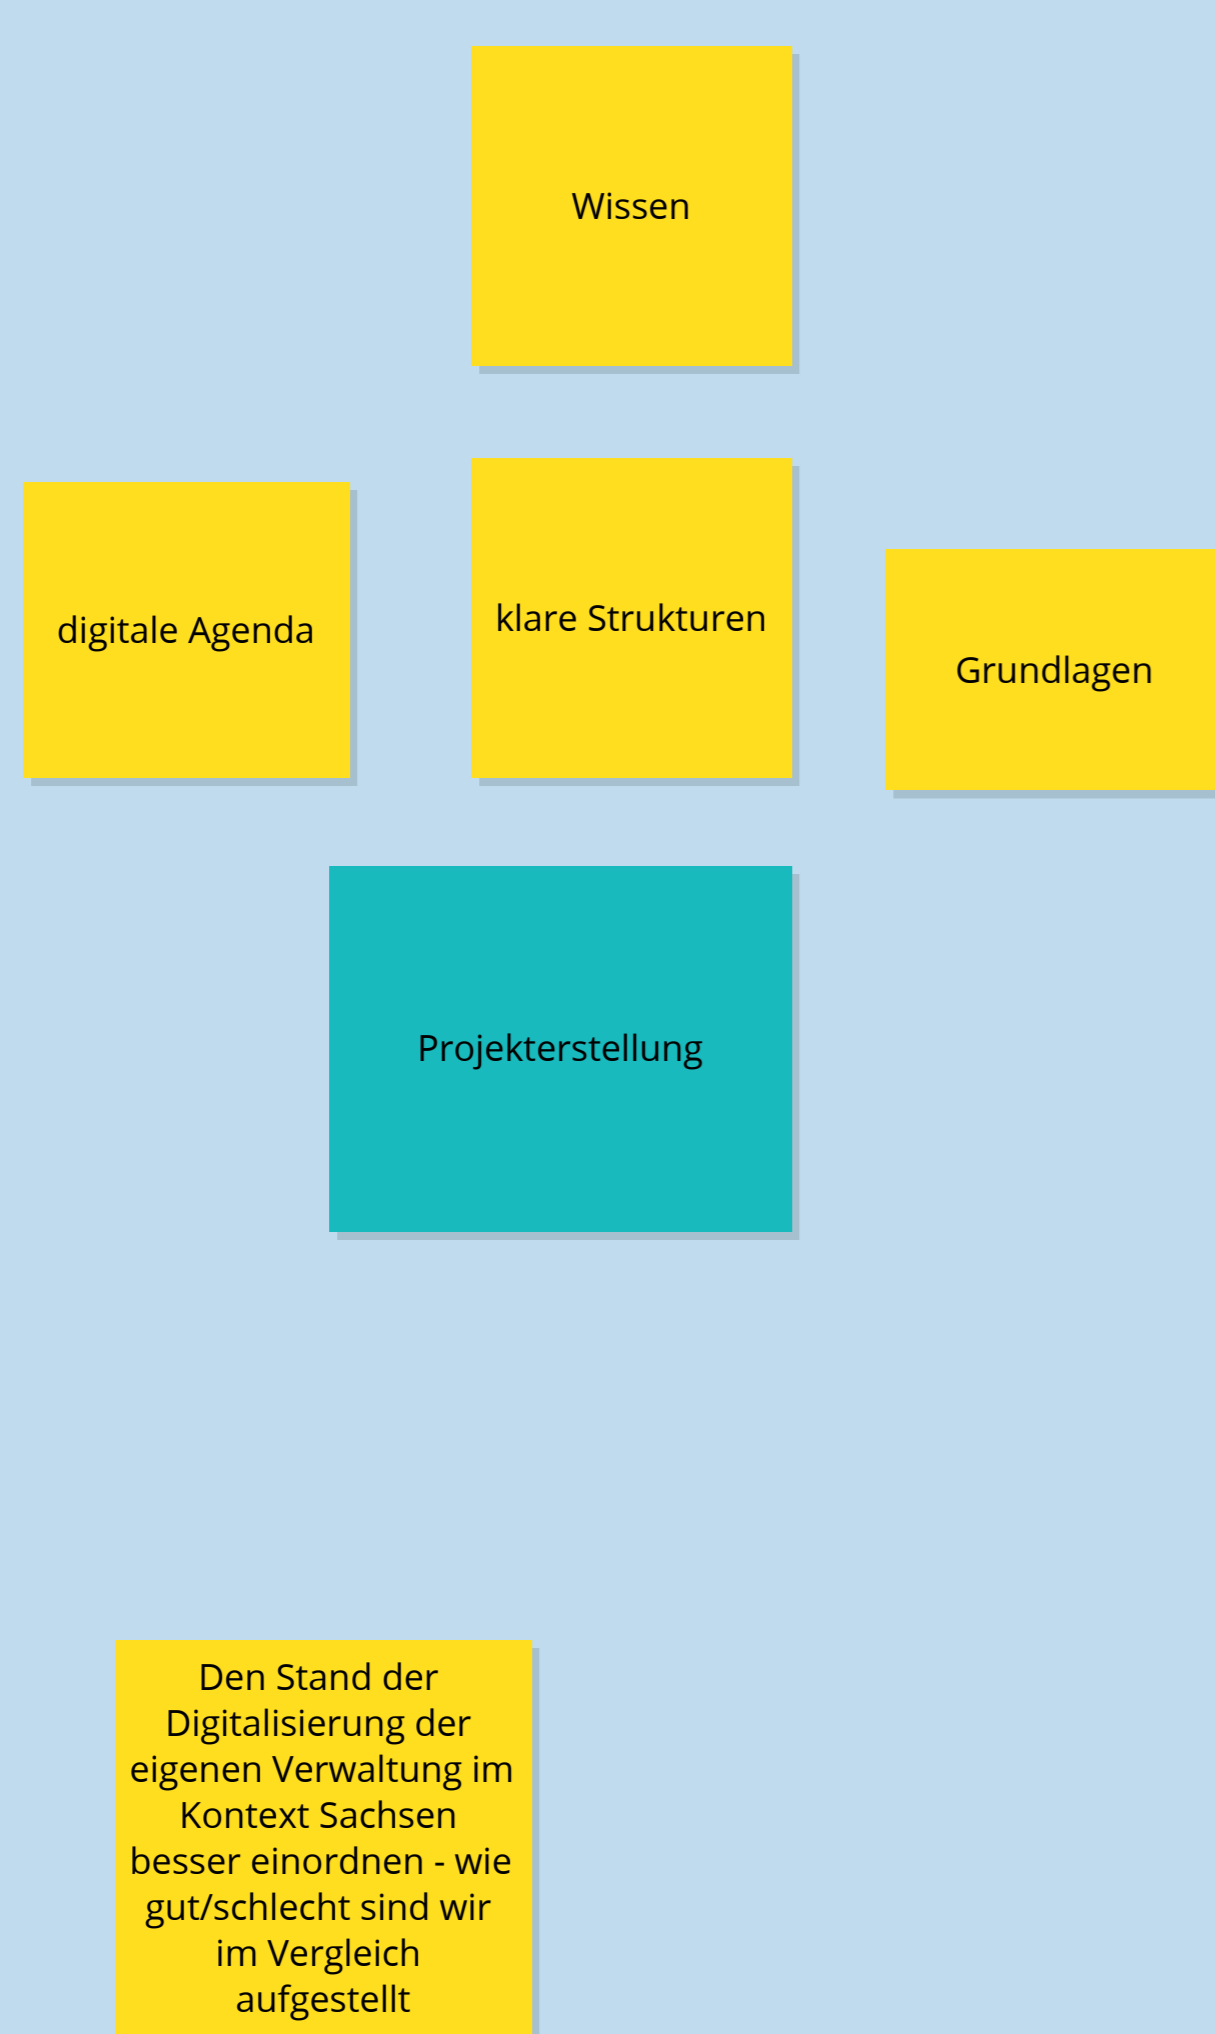 Wissen
digitale Agenda
klare Strukturen
Grundlagen
Projekterstellung
Den Stand der
Digitalisierung der
eigenen Verwaltung im
Kontext Sachsen
besser einordnen - wie
gut/schlecht sind wir
im Vergleich
aufgestellt